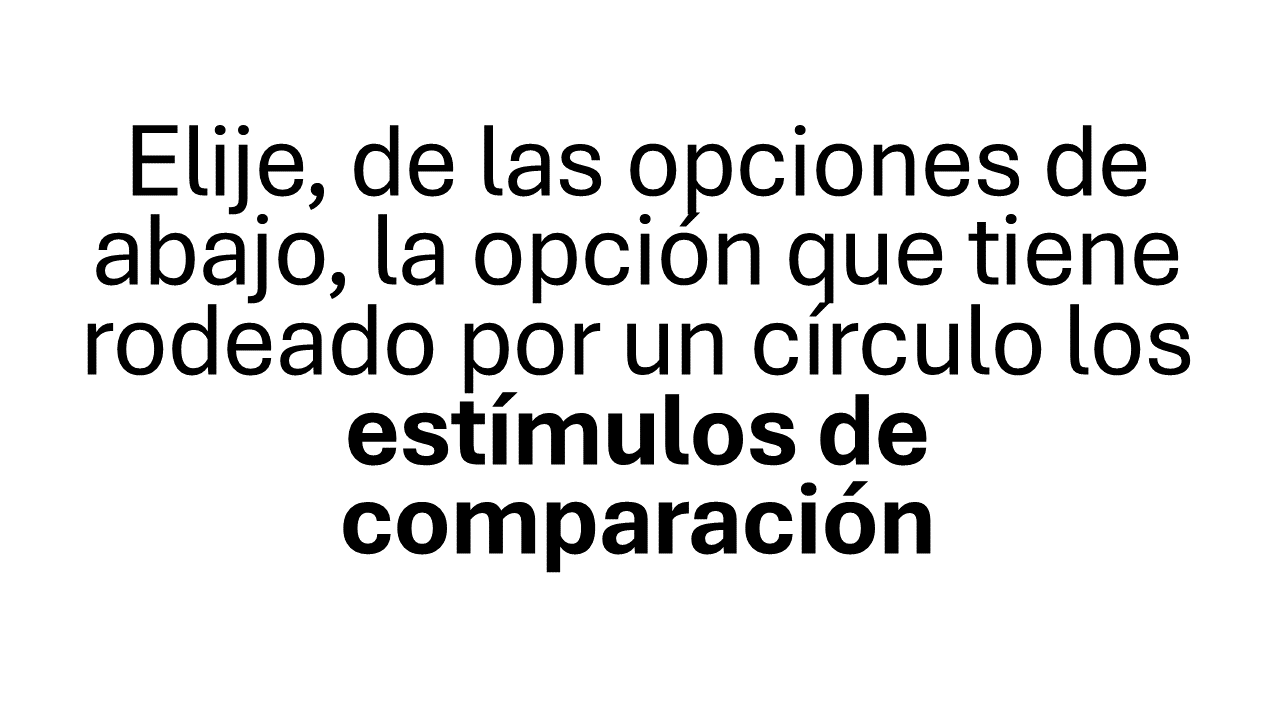 Elije, de las opciones de
abajo, la opción que tiene
rodeado por un círculo los
estímulos de
comparación